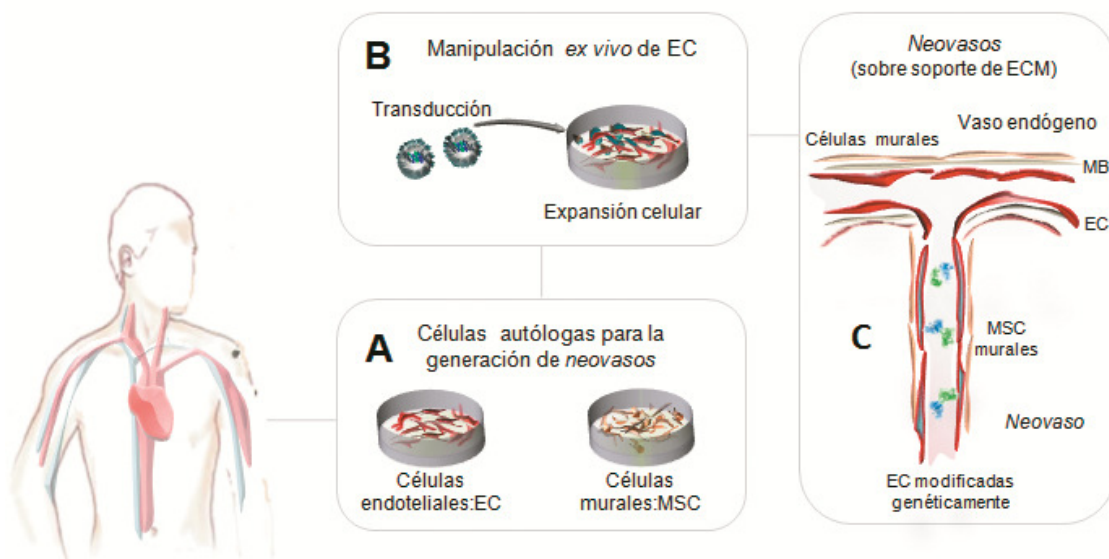 B Manipulación ex vivo de EC
Transducción
Expansión celular
A Células autólogas para la
generación de neovasos
Células
endoteliales:EC
Células
murales:MSC
Neovasos
(sobre soporte de ECM)
Vaso endógeno
Células murales
MB
EC
C
MSC
murales
Neovaso
EC modificadas
genéticamente